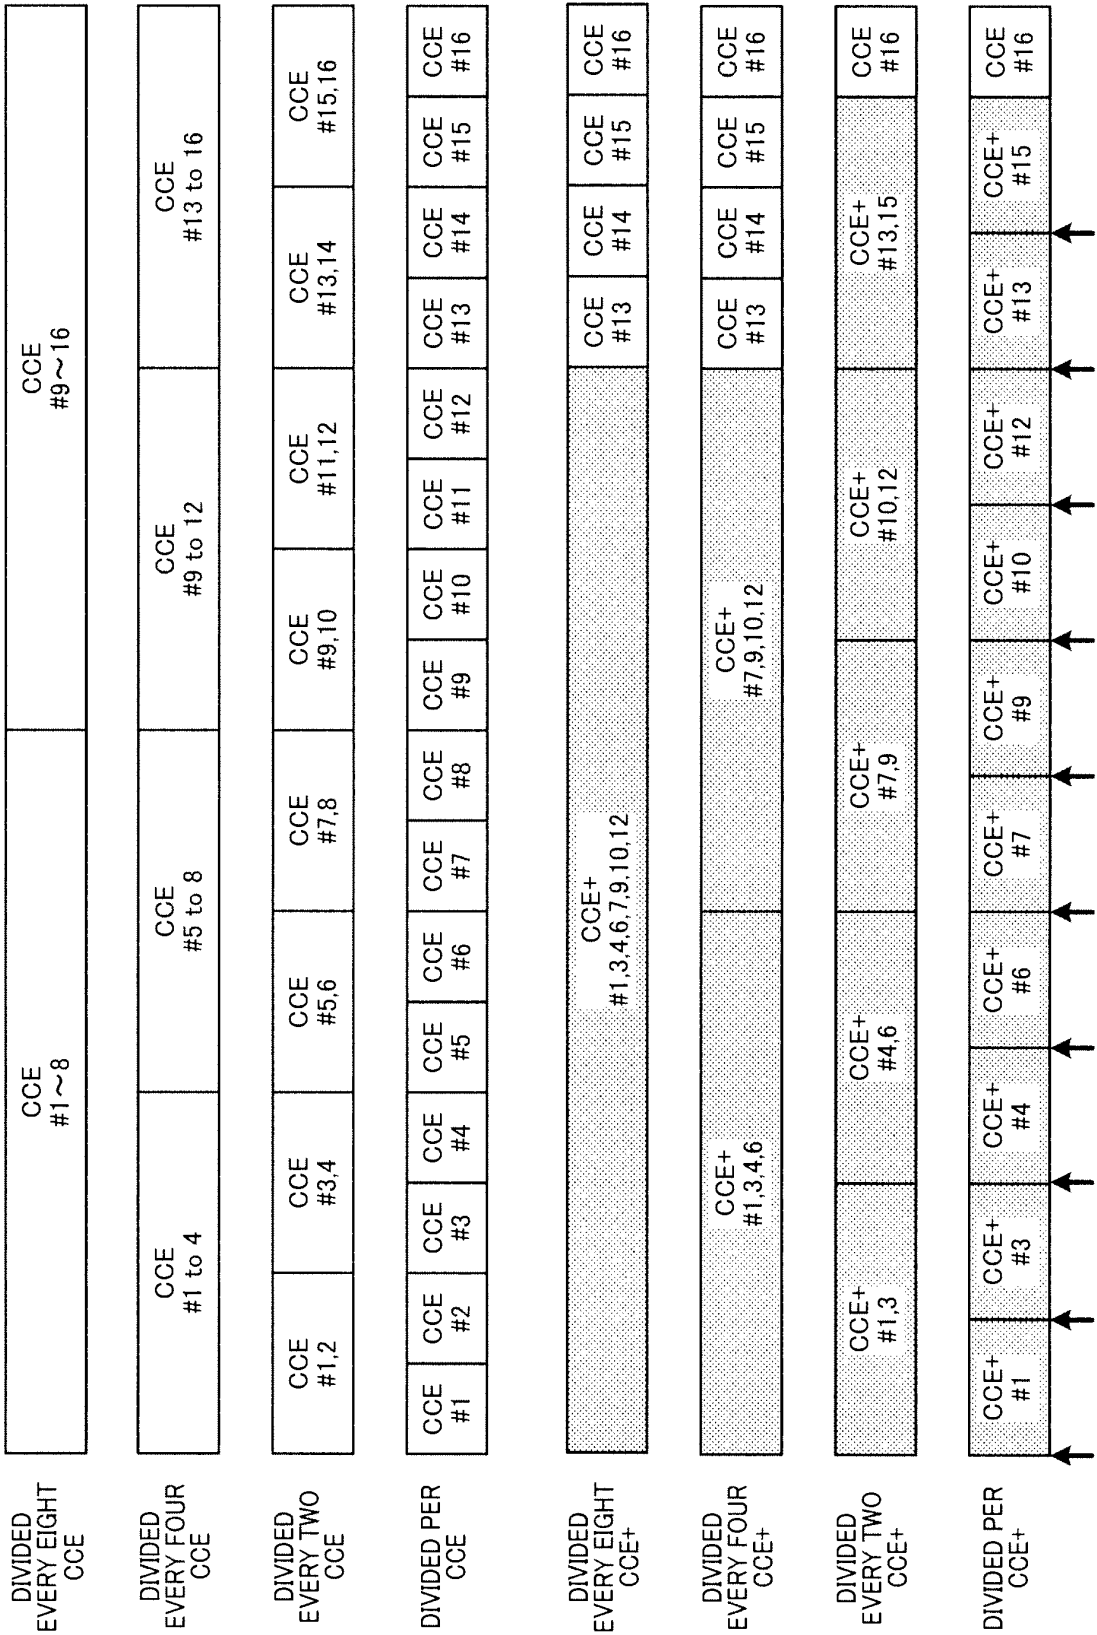 DIVIDED
EVERY EIGHT
CCE
CCE
#1～8
CCE
#9～16
DIVIDED
EVERY FOUR
CCE
CCE
#1 to 4
CCE
#5 to 8
CCE
#9 to 12
CCE
#13 to 16
DIVIDED
EVERY TWO
CCE
CCE
#1,2
CCE
#3,4
CCE
#5,6
CCE
#7,8
CCE
#9,10
CCE
#11,12
CCE
#13,14
CCE
#15,16
DIVIDED PER
CCE
CCE
#1
CCE
#2
CCE
#3
CCE
#4
CCE
#5
CCE
#6
CCE
#7
CCE
#8
CCE
#9
CCE
#10
CCE
#11
CCE
#12
CCE
#13
CCE
#14
CCE
#15
CCE
#16
DIVIDED
EVERY EIGHT
CCE+
CCE+
#1,3,4,6,7,9,10,12
CCE
#13
CCE
#14
CCE
#15
CCE
#16
DIVIDED
EVERY FOUR
CCE+
CCE+
#1,3,4,6
CCE+
#7,9,10,12
CCE
#13
CCE
#14
CCE
#15
CCE
#16
DIVIDED
EVERY TWO
CCE+
CCE+
#1,3
CCE+
#4,6
CCE+
#7,9
CCE+
#10,12
CCE+
#13,15
CCE
#16
DIVIDED PER
CCE+
CCE+
#1
CCE+
#3
CCE+
#4
CCE+
#6
CCE+
#7
CCE+
#9
CCE+
#10
CCE+
#12
CCE+
#13
CCE+
#15
CCE
#16